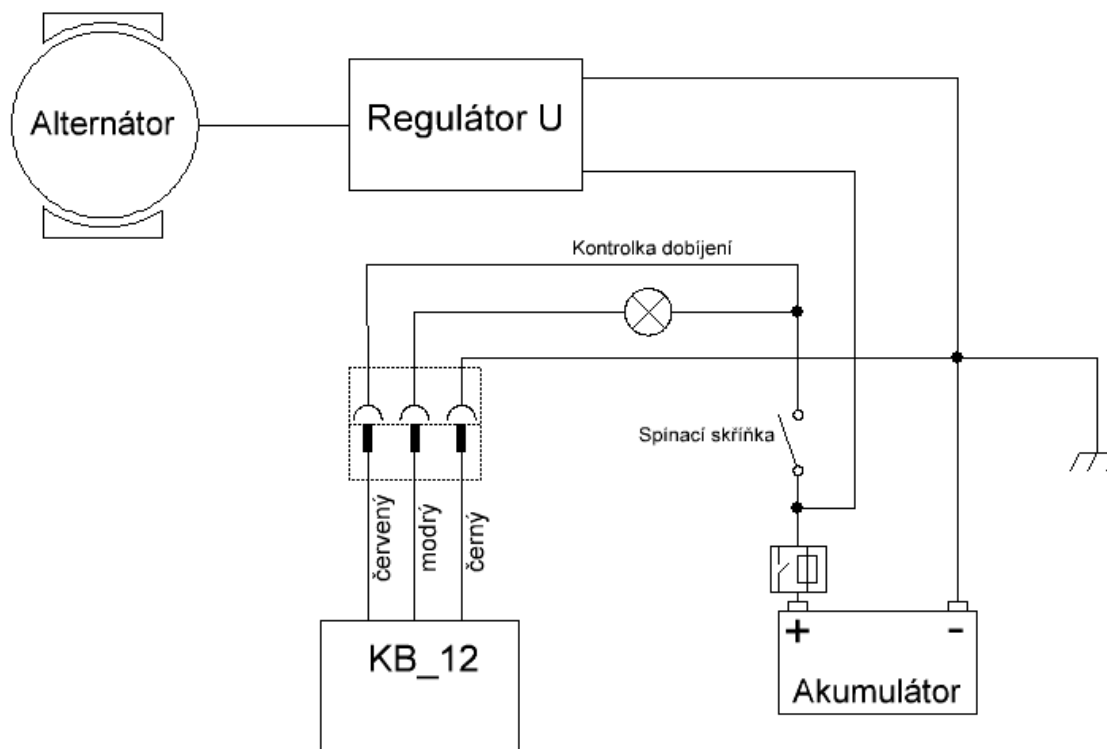 Alternátor
Regulátor U
Kontrolka dobíjení
Spínací skříňka
červený
modrý
černý
KB_12
+ -
Akumulátor